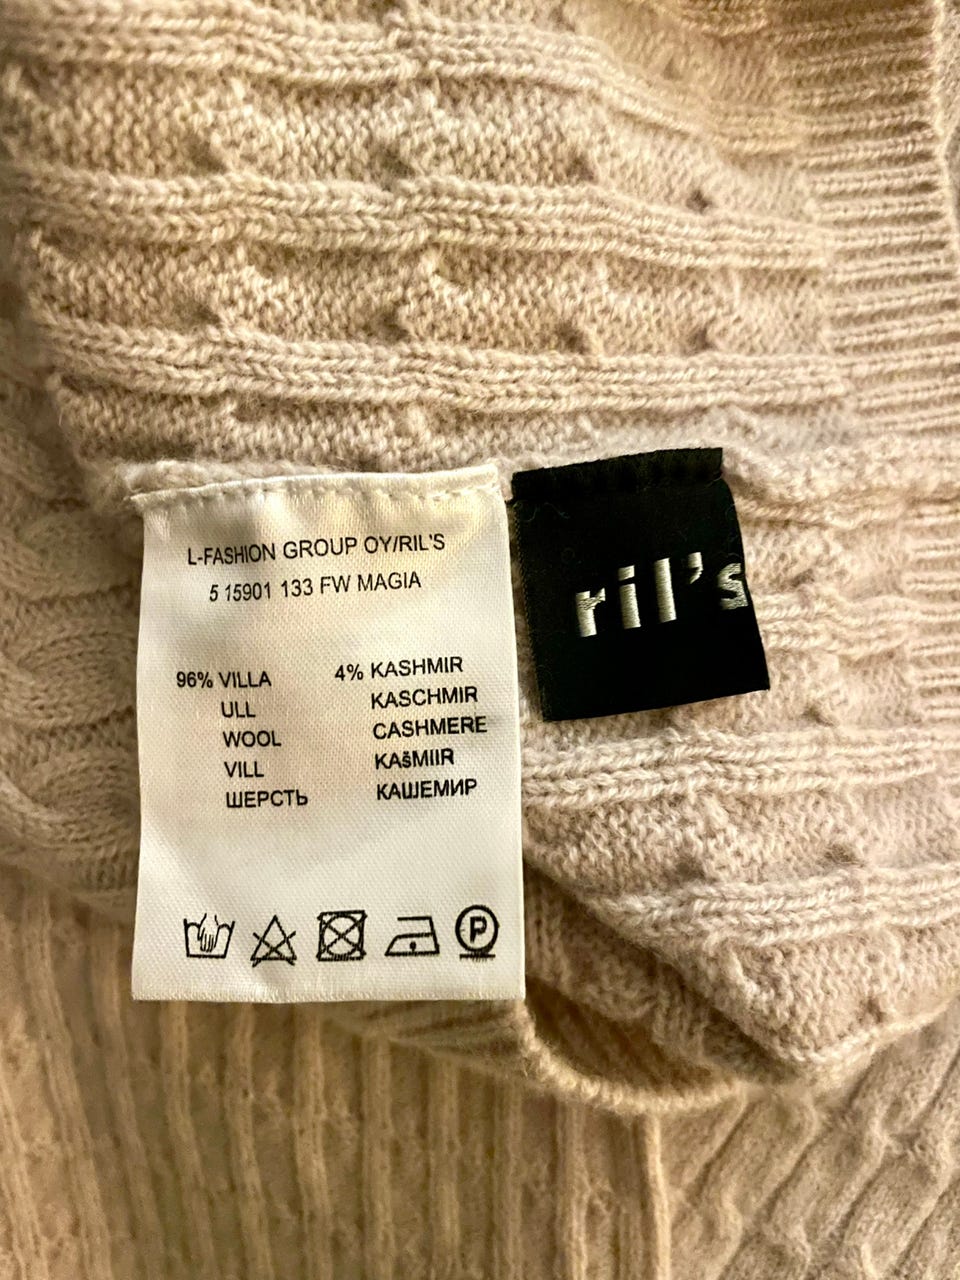 L-FASHION GROUP OY/RIL'S
5 15901 133 FW MAGIA
96% VILLA 4% KASHMIR
ULL KASCHMIR
WOOL CASHMERE
VILL KAšMIIR
ШЕРСТЬ КАШЕМИР
P
ril's